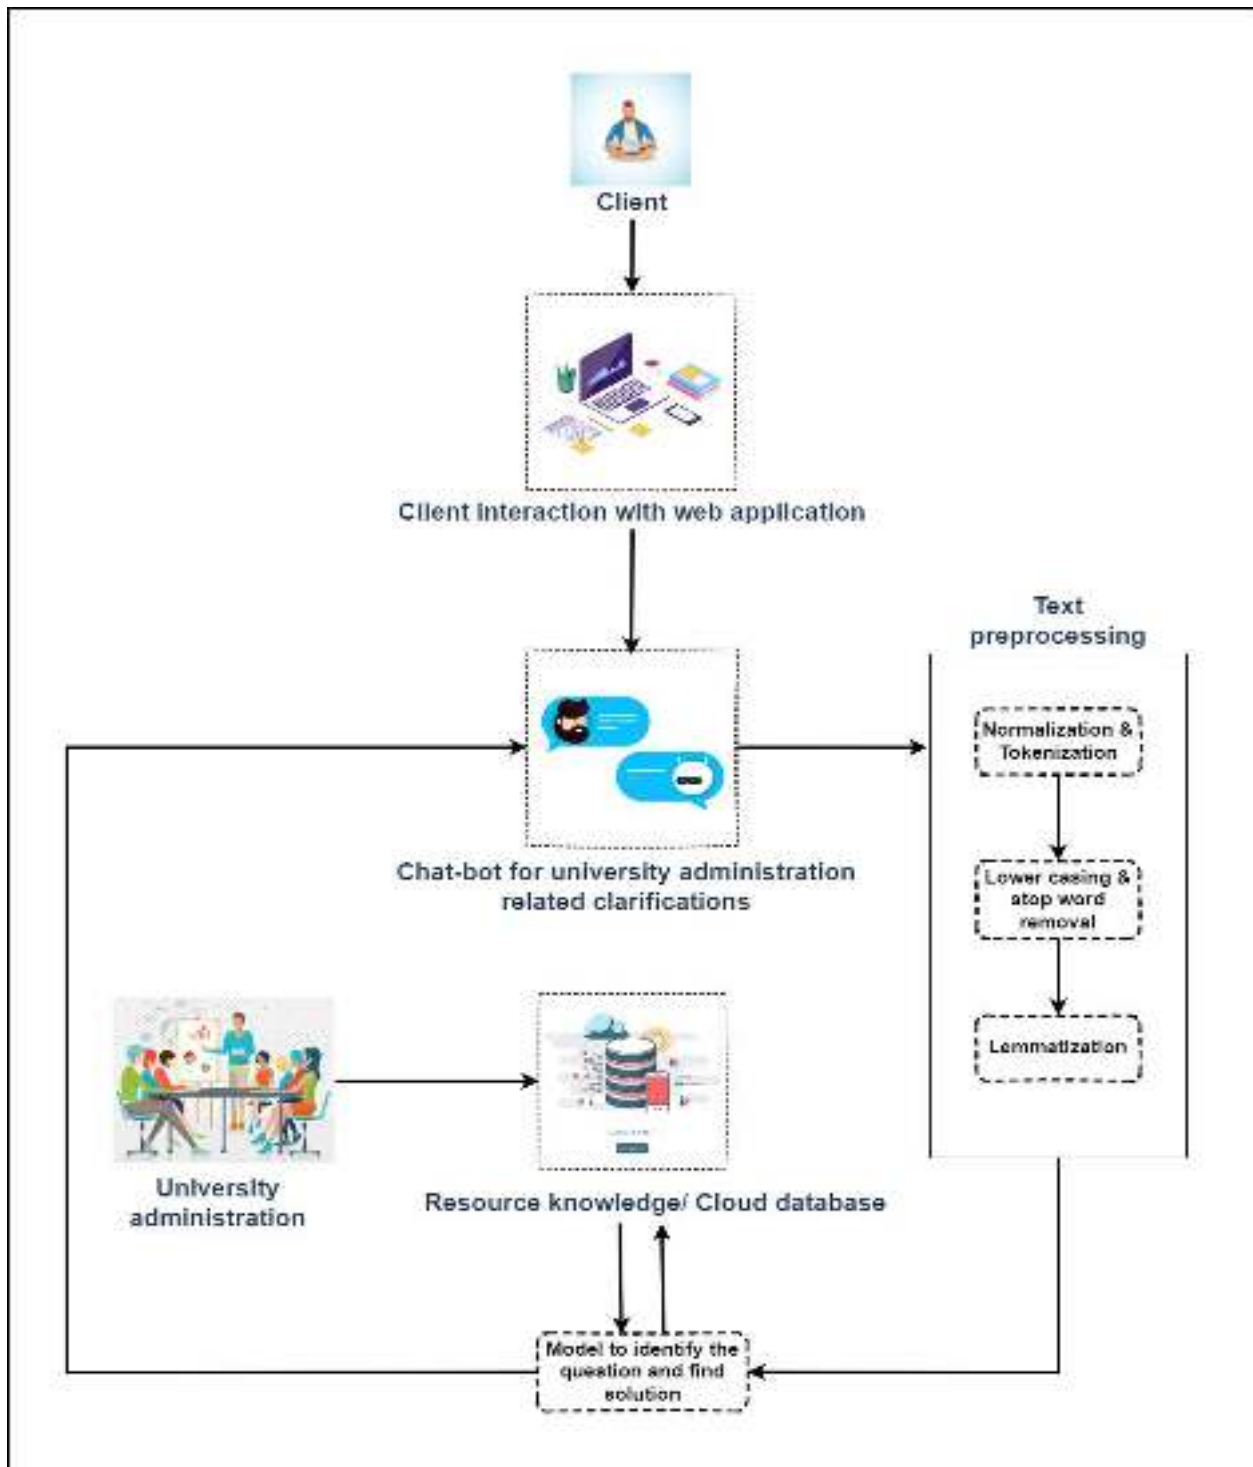 Client
Client interaction with web application
Text
preprocessing
Normalization &
Tokenization
Lower casing &
stop word
removal
Lemmatization
Chat-bot for university administration
related clarifications
University
administration
Resource knowledge/ Cloud database
Model to identify the
question and find
solution